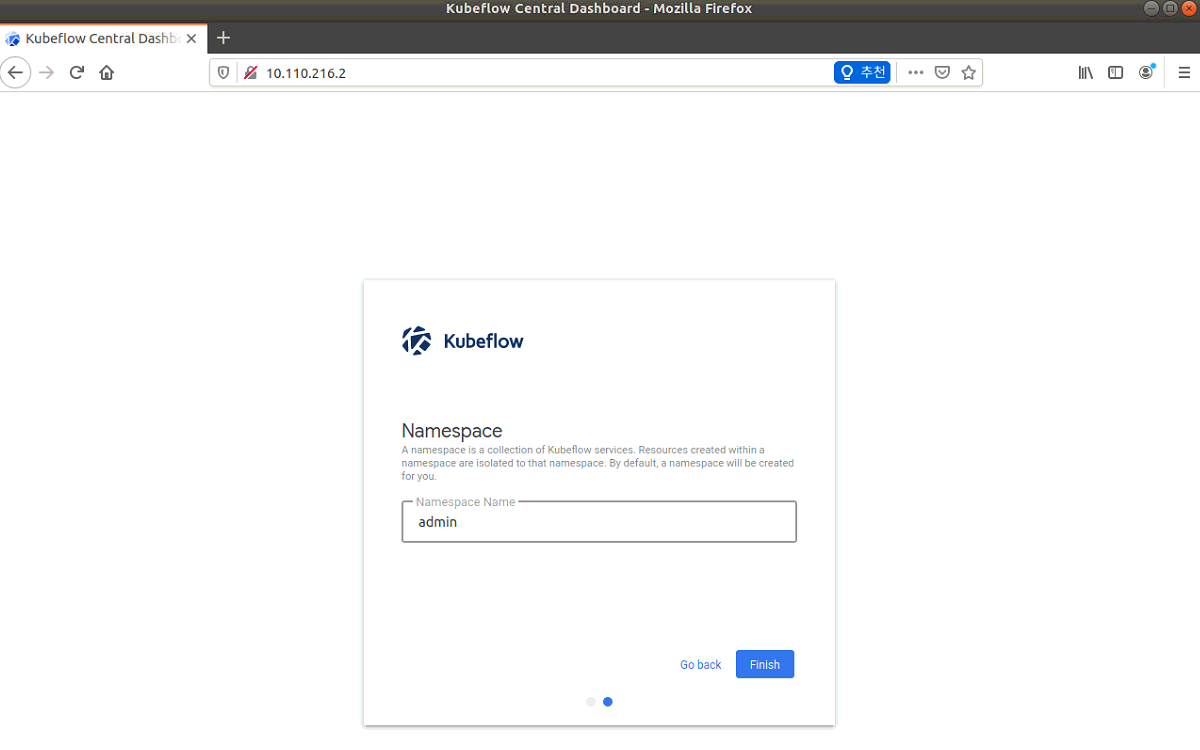 Kubeflow Central Dashboard - Mozilla Firefox
Kubeflow Central Dashb
10.110.216.2
추천
Kubeflow
Namespace
A namespace is a collection of Kubeflow services. Resources created within a
namespace are isolated to that namespace. By default, a namespace will be created
for you.
Namespace Name
admin
Go back
Finish